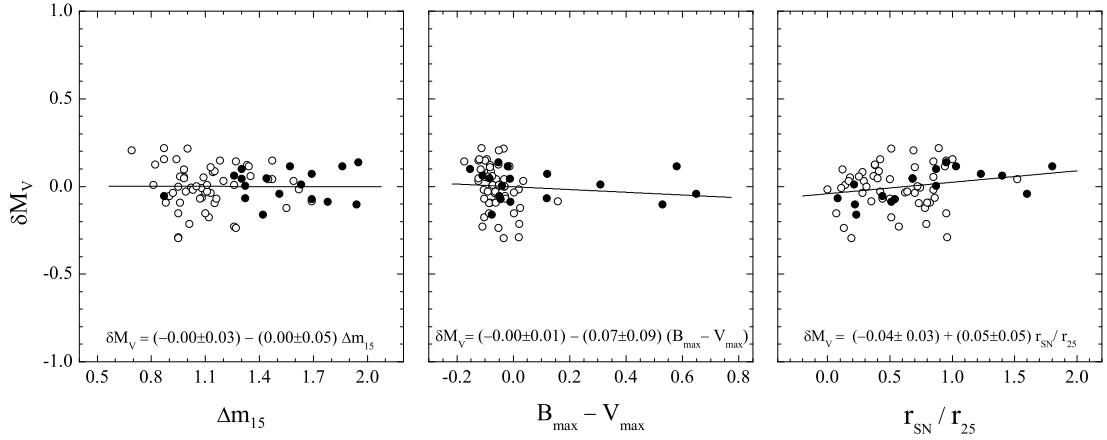 1.0
0.5
0.0
-0.5
-1.0
δM_V
δM_V = (−0.00±0.03) − (0.00±0.05) Δm_15
δM_V= (−0.00±0.01) − (0.07±0.09) (B_max− V_max)
δM_V = (−0.04± 0.03) + (0.05±0.05) r_SN/ r_25
0.5 0.8 1.1 1.4 1.7 2.0
-0.2 0.0 0.2 0.4 0.6 0.8
0.0 0.5 1.0 1.5 2.0
Δm_15
B_max − V_max
r_SN / r_25